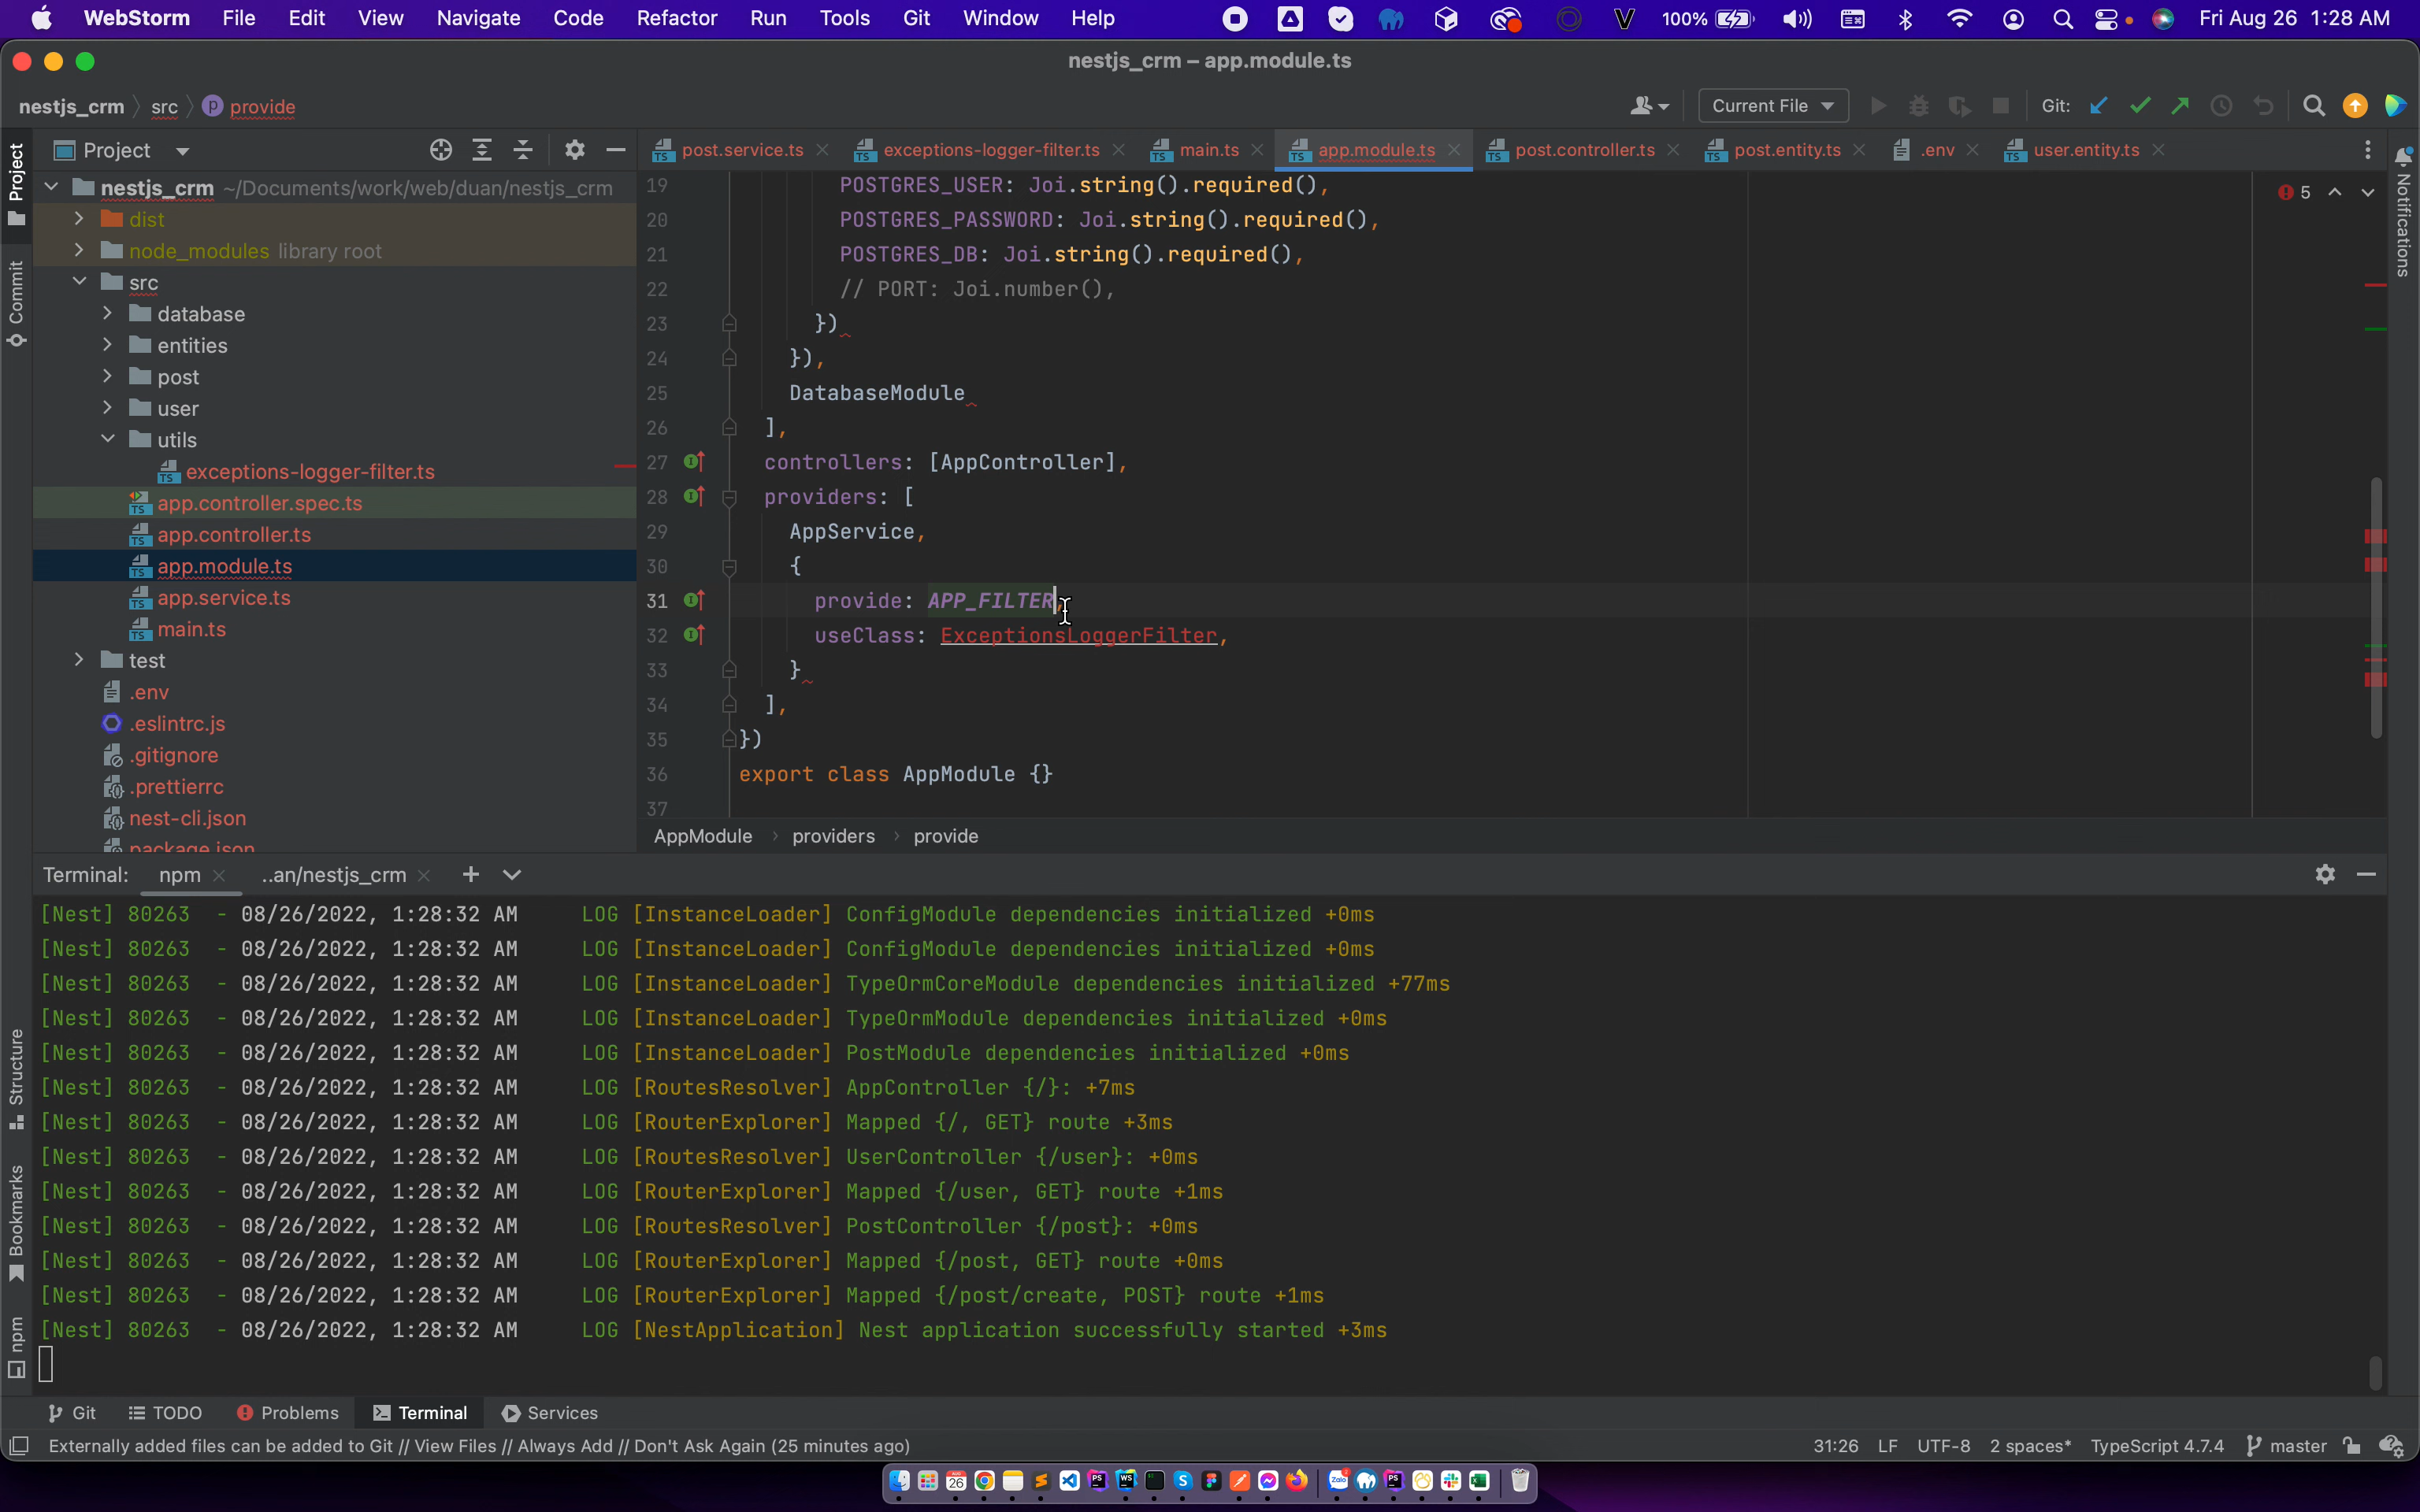 WebStorm File Edit View Navigate Code Refactor Run Tools Git Window Help 100% Fri Aug 26 1:28 AM
nestjs_crm – app.module.ts
nestjs_crm src provide Current File Git:
Project
post.service.ts exceptions-logger-filter.ts main.ts app.module.ts post.controller.ts post.entity.ts .env user.entity.ts
Project
Commit
Structure
Bookmarks
npm
Notifications
nestjs_crm ~/Documents/work/web/duan/nestjs_crm
dist
node_modules library root
src
database
entities
post
user
utils
exceptions-logger-filter.ts
app.controller.spec.ts
app.controller.ts
app.module.ts
app.service.ts
main.ts
test
.env
.eslintrc.js
.gitignore
.prettierrc
nest-cli.json
package.json
5
19 POSTGRES_USER: Joi.string().required(),
20 POSTGRES_PASSWORD: Joi.string().required(),
21 POSTGRES_DB: Joi.string().required(),
22 // PORT: Joi.number(),
23 })
24 }),
25 DatabaseModule
26 ],
27 controllers: [AppController],
28 providers: [
29 AppService,
30 {
31 provide: APP_FILTER,
32 useClass: ExceptionsLoggerFilter,
33 }
34 ],
35 })
36 export class AppModule {}
37
AppModule providers provide
Terminal: npm ..an/nestjs_crm
[Nest] 80263 - 08/26/2022, 1:28:32 AM LOG [InstanceLoader] ConfigModule dependencies initialized +0ms
[Nest] 80263 - 08/26/2022, 1:28:32 AM LOG [InstanceLoader] ConfigModule dependencies initialized +0ms
[Nest] 80263 - 08/26/2022, 1:28:32 AM LOG [InstanceLoader] TypeOrmCoreModule dependencies initialized +77ms
[Nest] 80263 - 08/26/2022, 1:28:32 AM LOG [InstanceLoader] TypeOrmModule dependencies initialized +0ms
[Nest] 80263 - 08/26/2022, 1:28:32 AM LOG [InstanceLoader] PostModule dependencies initialized +0ms
[Nest] 80263 - 08/26/2022, 1:28:32 AM LOG [RoutesResolver] AppController {/}: +7ms
[Nest] 80263 - 08/26/2022, 1:28:32 AM LOG [RouterExplorer] Mapped {/, GET} route +3ms
[Nest] 80263 - 08/26/2022, 1:28:32 AM LOG [RoutesResolver] UserController {/user}: +0ms
[Nest] 80263 - 08/26/2022, 1:28:32 AM LOG [RouterExplorer] Mapped {/user, GET} route +1ms
[Nest] 80263 - 08/26/2022, 1:28:32 AM LOG [RoutesResolver] PostController {/post}: +0ms
[Nest] 80263 - 08/26/2022, 1:28:32 AM LOG [RouterExplorer] Mapped {/post, GET} route +0ms
[Nest] 80263 - 08/26/2022, 1:28:32 AM LOG [RouterExplorer] Mapped {/post/create, POST} route +1ms
[Nest] 80263 - 08/26/2022, 1:28:32 AM LOG [NestApplication] Nest application successfully started +3ms
Git TODO Problems Terminal Services
Externally added files can be added to Git // View Files // Always Add // Don't Ask Again (25 minutes ago) 31:26 LF UTF-8 2 spaces* TypeScript 4.7.4 master